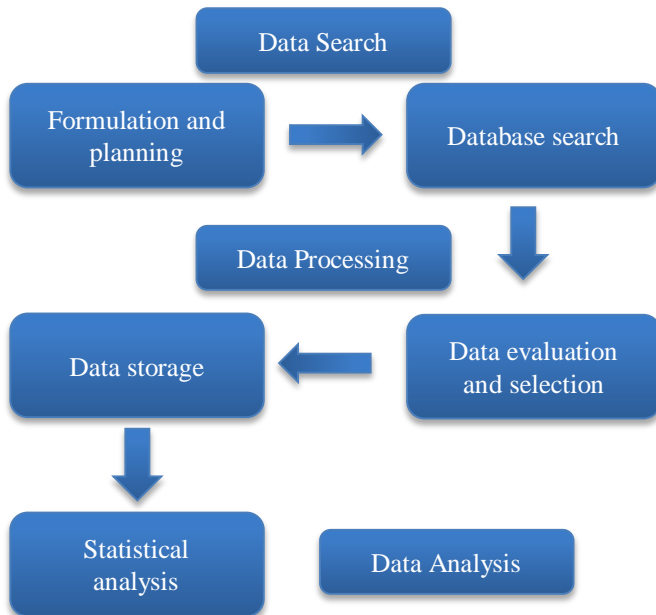 Data Search
Formulation and
planning
Database search
Data Processing
Data storage
Data evaluation
and selection
Statistical
analysis
Data Analysis